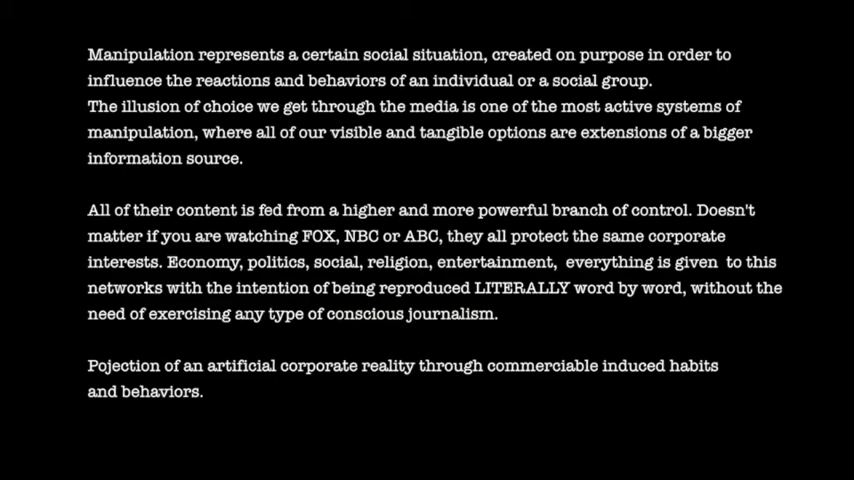 Manipulation represents a certain social situation, created on purpose in order to
influence the reactions and behaviors of an individual or a social group.
The illusion of choice we get through the media is one of the most active systems of
manipulation, where all of our visible and tangible options are extensions of a bigger
information source.
All of their content is fed from a higher and more powerful branch of control. Doesn't
matter if you are watching FOX, NBC or ABC, they all protect the same corporate
interests. Economy, politics, social, religion, entertainment, everything is given to this
networks with the intention of being reproduced LITERALLY word by word, without the
need of exercising any type of conscious journalism.
Pojection of an artificial corporate reality through commerciable induced habits
and behaviors.